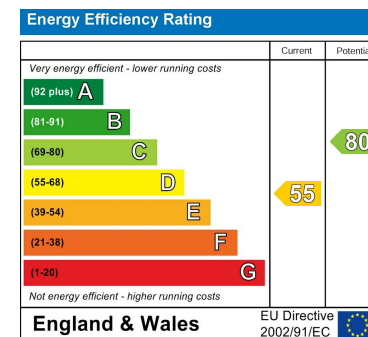 Energy Efficiency Rating
Current Potentia
Very energy efficient - lower running costs
(92 plus) A
(81-91) B
(69-80) C
80
(55-68) D
55
(39-54) E
(21-38) F
(1-20) G
Not energy efficient - higher running costs
England & Wales
EU Directive
2002/91/EC